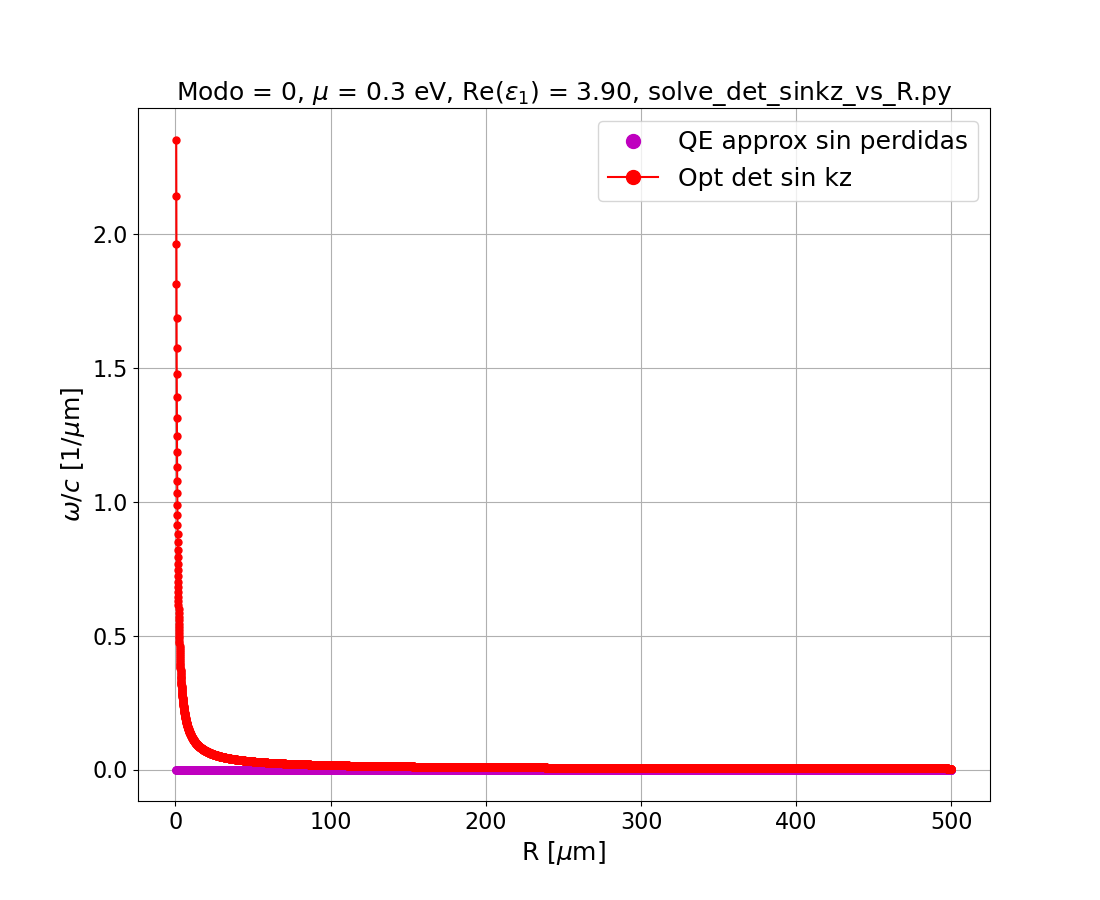 Modo = 0, μ = 0.3 eV, Re(ε₁) = 3.90, solve_det_sinkz_vs_R.py
QE approx sin perdidas
Opt det sin kz
2.0
1.5
1.0
0.5
0.0
ω/c [1/μm]
0 100 200 300 400 500
R [μm]